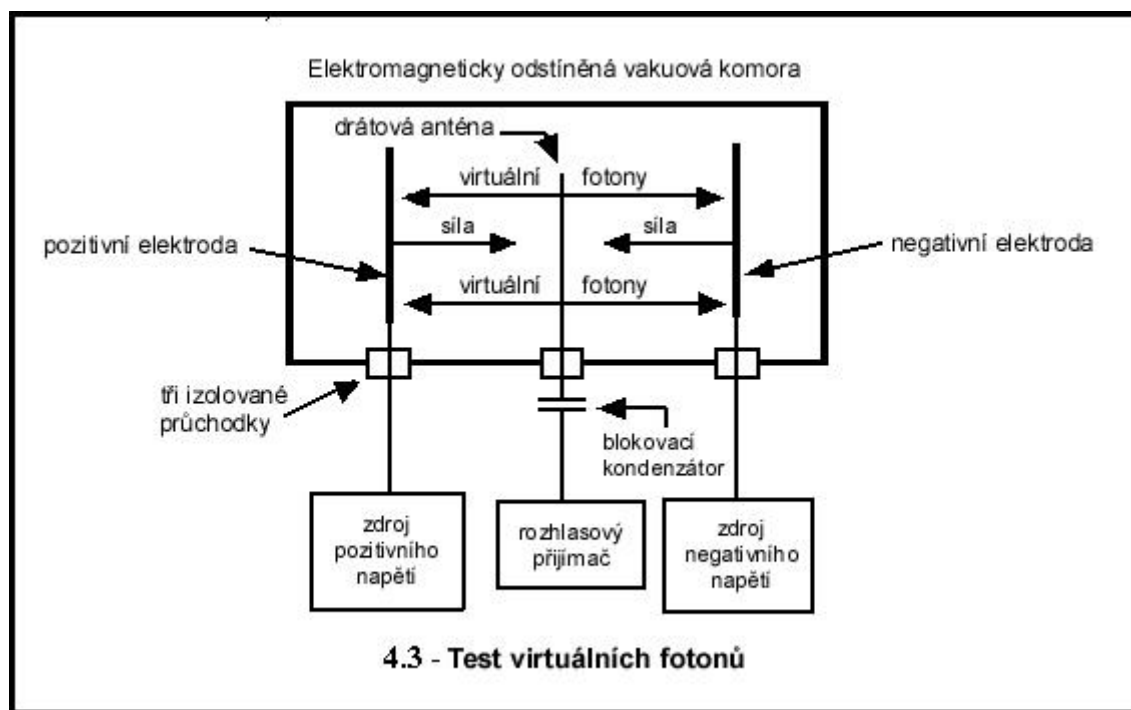 Elektromagneticky odstíněná vakuová komora
drátová anténa
virtuální fotony
síla síla
pozitivní elektroda
negativní elektroda
virtuální fotony
tři izolované
průchodky
blokovací
kondenzátor
zdroj
pozitivního
napětí
rozhlasový
přijímač
zdroj
negativního
napětí
4.3 - Test virtuálních fotonů